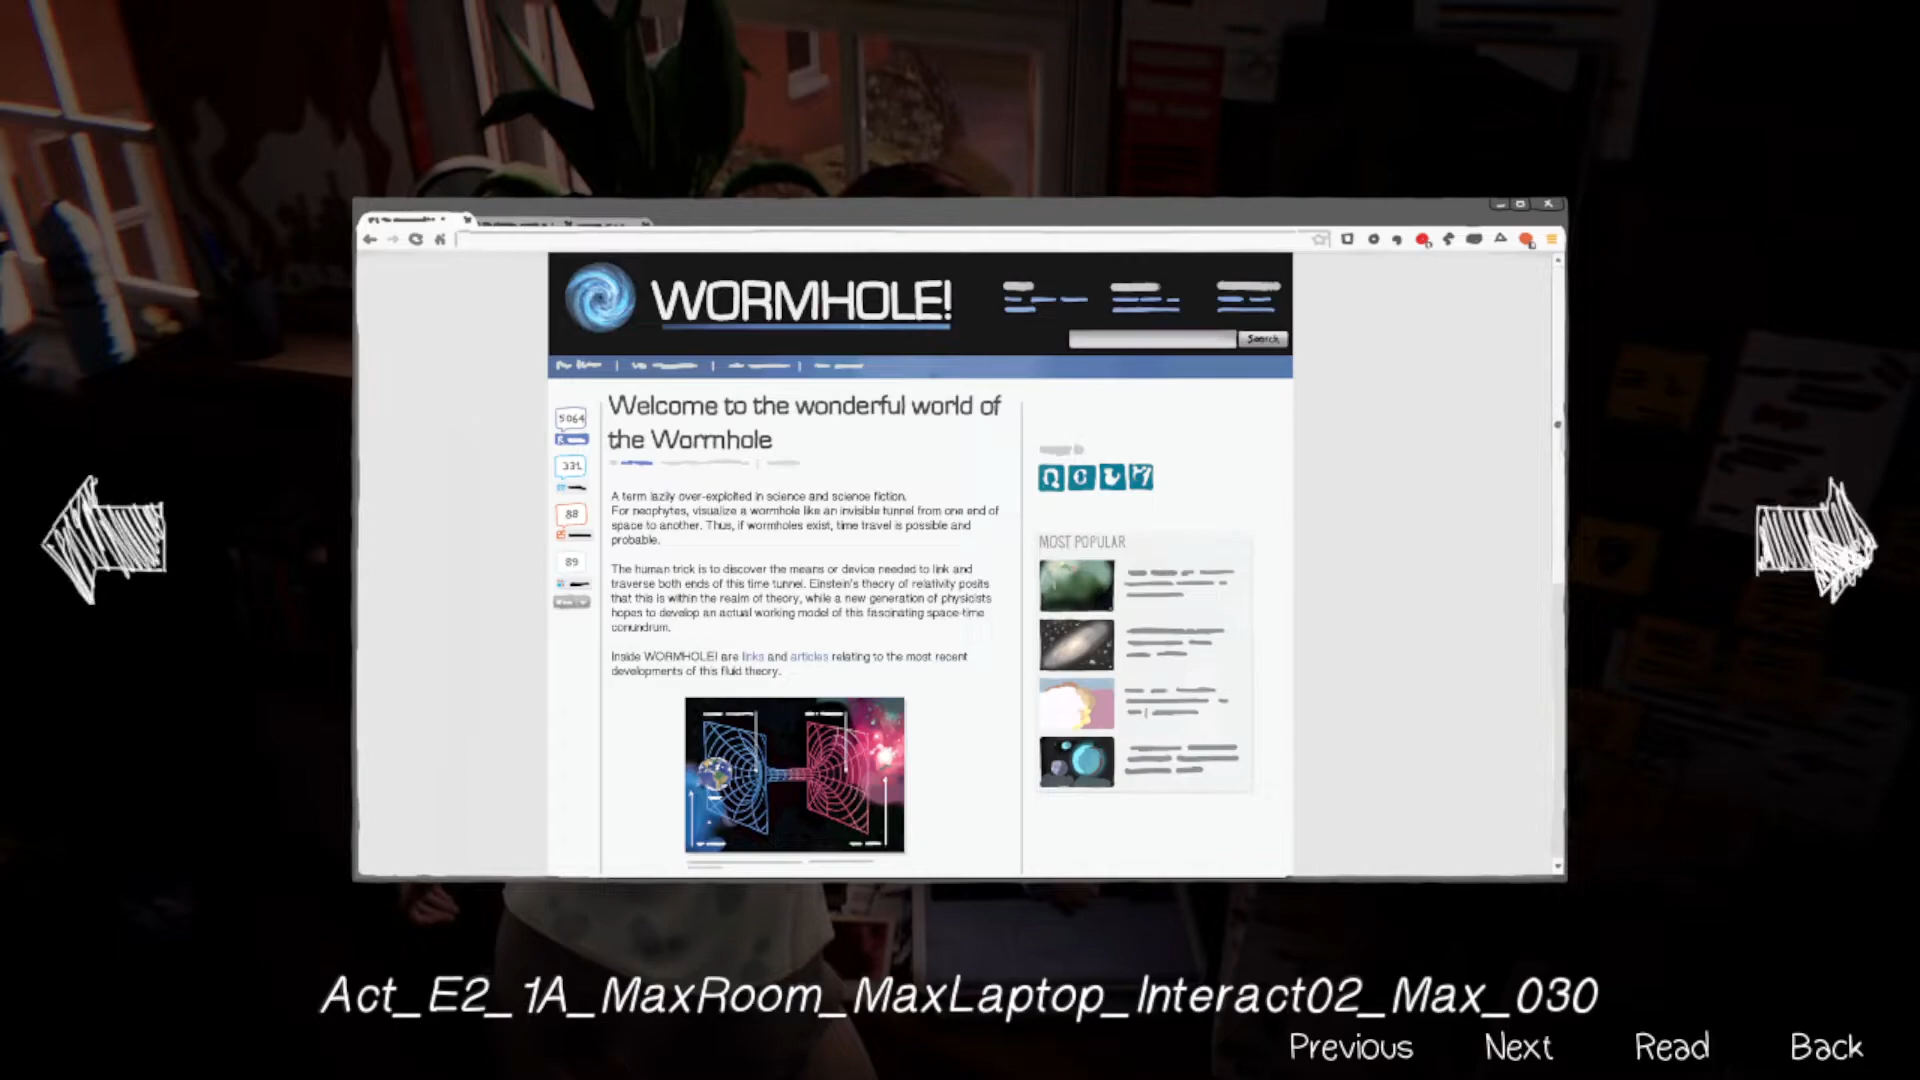 WORMHOLE!
Search
Welcome to the wonderful world of
the Wormhole
5064
331
88
89
A term lazily over-exploited in science and science fiction.
For neophytes, visualize a wormhole like an invisible tunnel from one end of
space to another. Thus, if wormholes exist, time travel is possible and
probable.
The human trick is to discover the means or device needed to link and
traverse both ends of this time tunnel. Einstein's theory of relativity posits
that this is within the realm of theory, while a new generation of physicists
hopes to develop an actual working model of this fascinating space-time
conundrum.
Inside WORMHOLE! are links and articles relating to the most recent
developments of this fluid theory.
MOST POPULAR
Act_E2_1A_MaxRoom_MaxLaptop_Interact02_Max_030
Previous Next Read Back